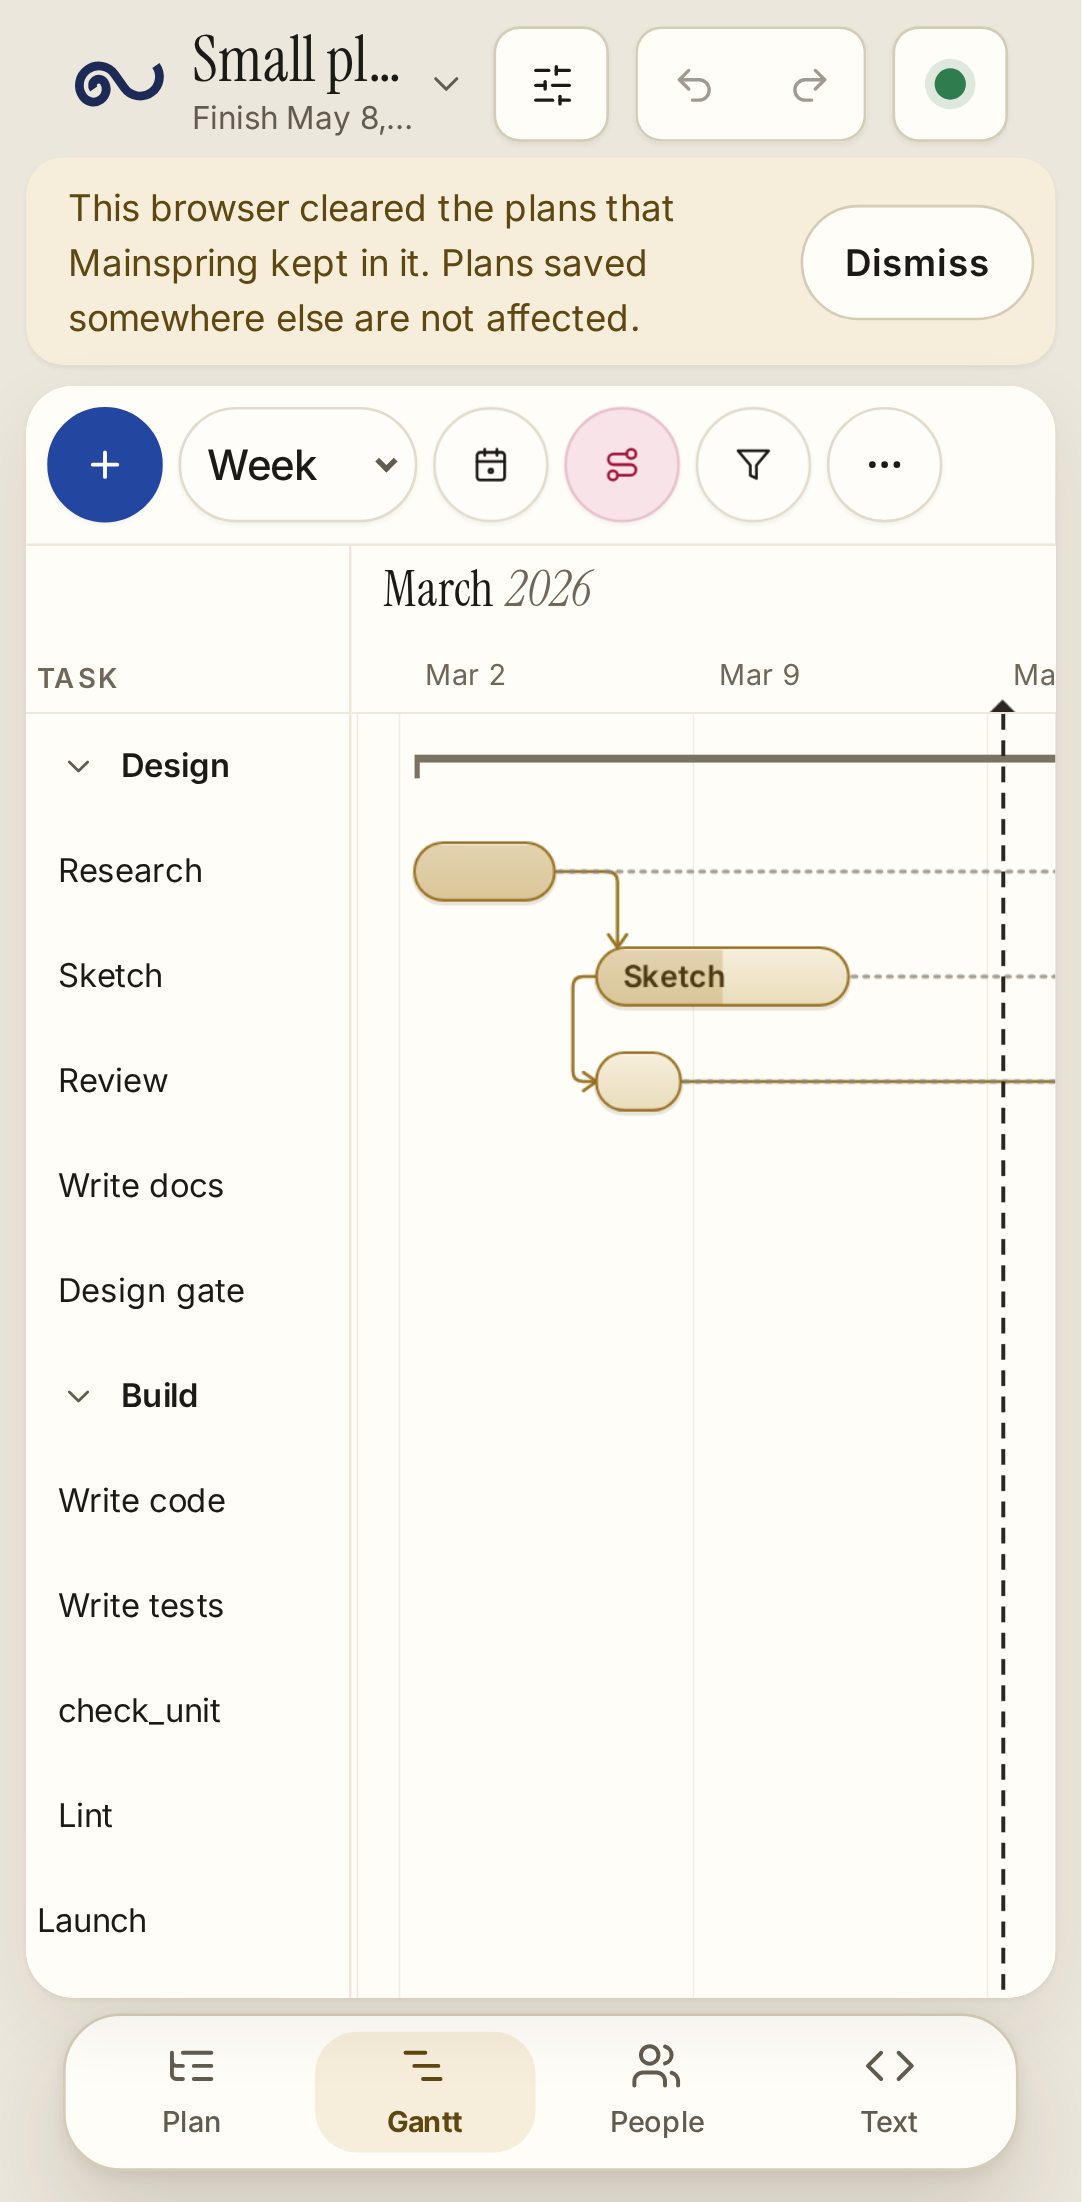 Small pl...
Finish May 8,...
This browser cleared the plans that
Mainspring kept in it. Plans saved
somewhere else are not affected.
Dismiss
Week
March 2026
TASK
Mar 2
Mar 9
Ma
Design
Research
Sketch
Sketch
Review
Write docs
Design gate
Build
Write code
Write tests
check_unit
Lint
Launch
Plan
Gantt
People
Text